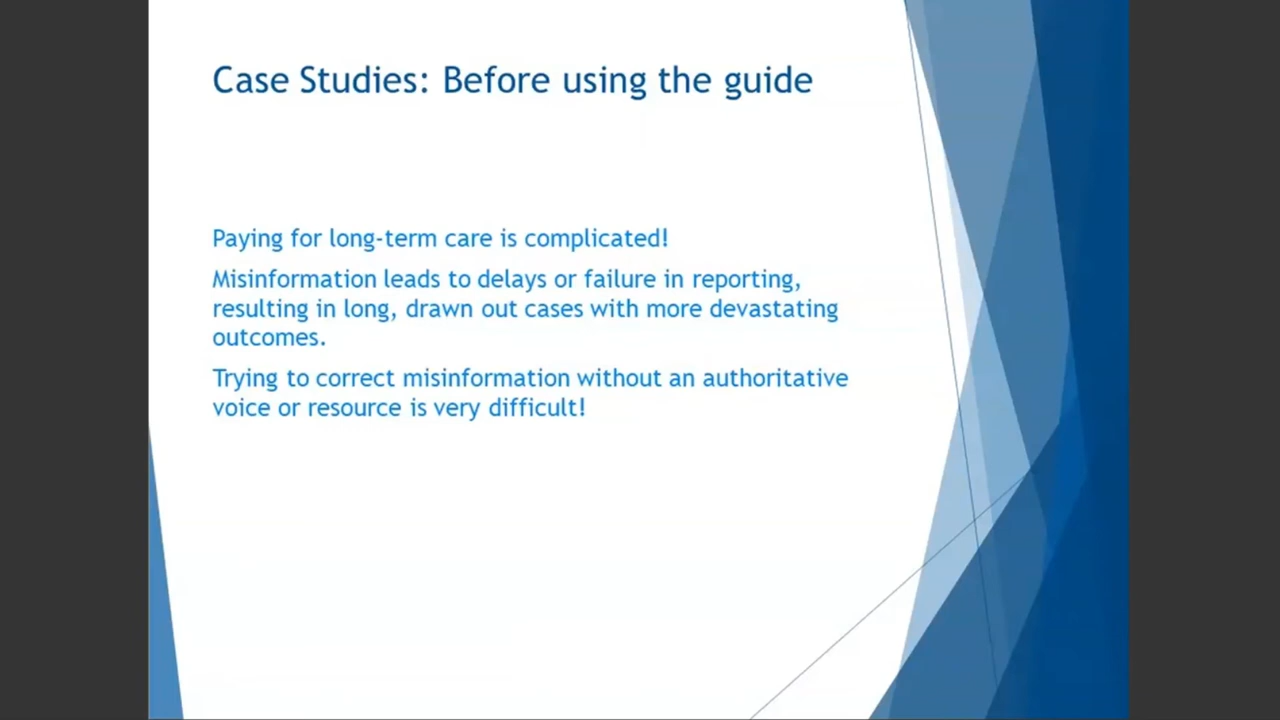 Case Studies: Before using the guide
Paying for long-term care is complicated!
Misinformation leads to delays or failure in reporting,
resulting in long, drawn out cases with more devastating
outcomes.
Trying to correct misinformation without an authoritative
voice or resource is very difficult!